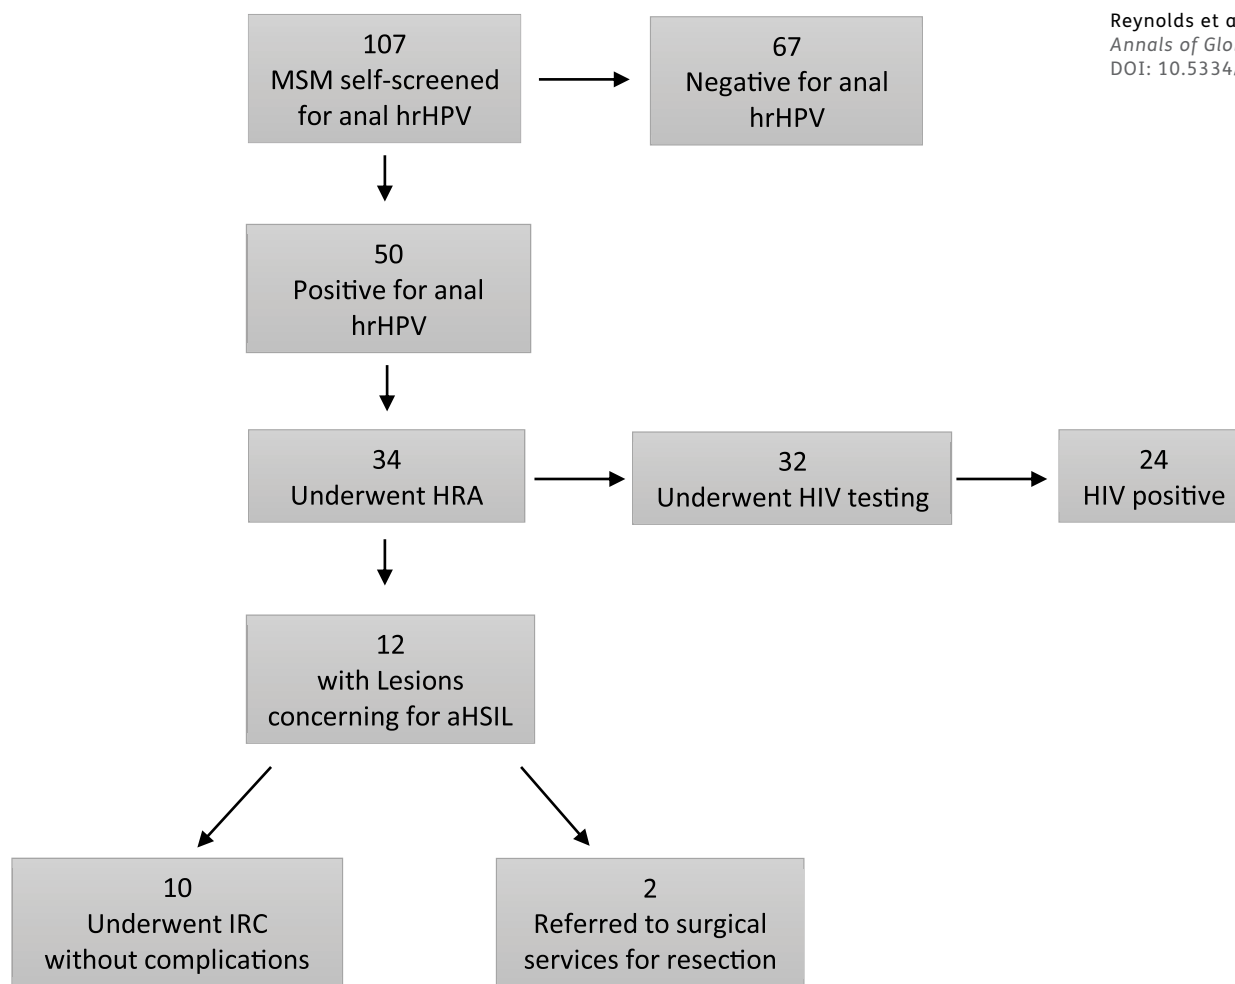 107
MSM self-screened
for anal hrHPV
67
Negative for anal
hrHPV
Reynolds et a
Annals of Glo
DOI: 10.5334
50
Positive for anal
hrHPV
34
Underwent HRA
32
Underwent HIV testing
24
HIV positive
12
with Lesions
concerning for aHSIL
10
Underwent IRC
without complications
2
Referred to surgical
services for resection